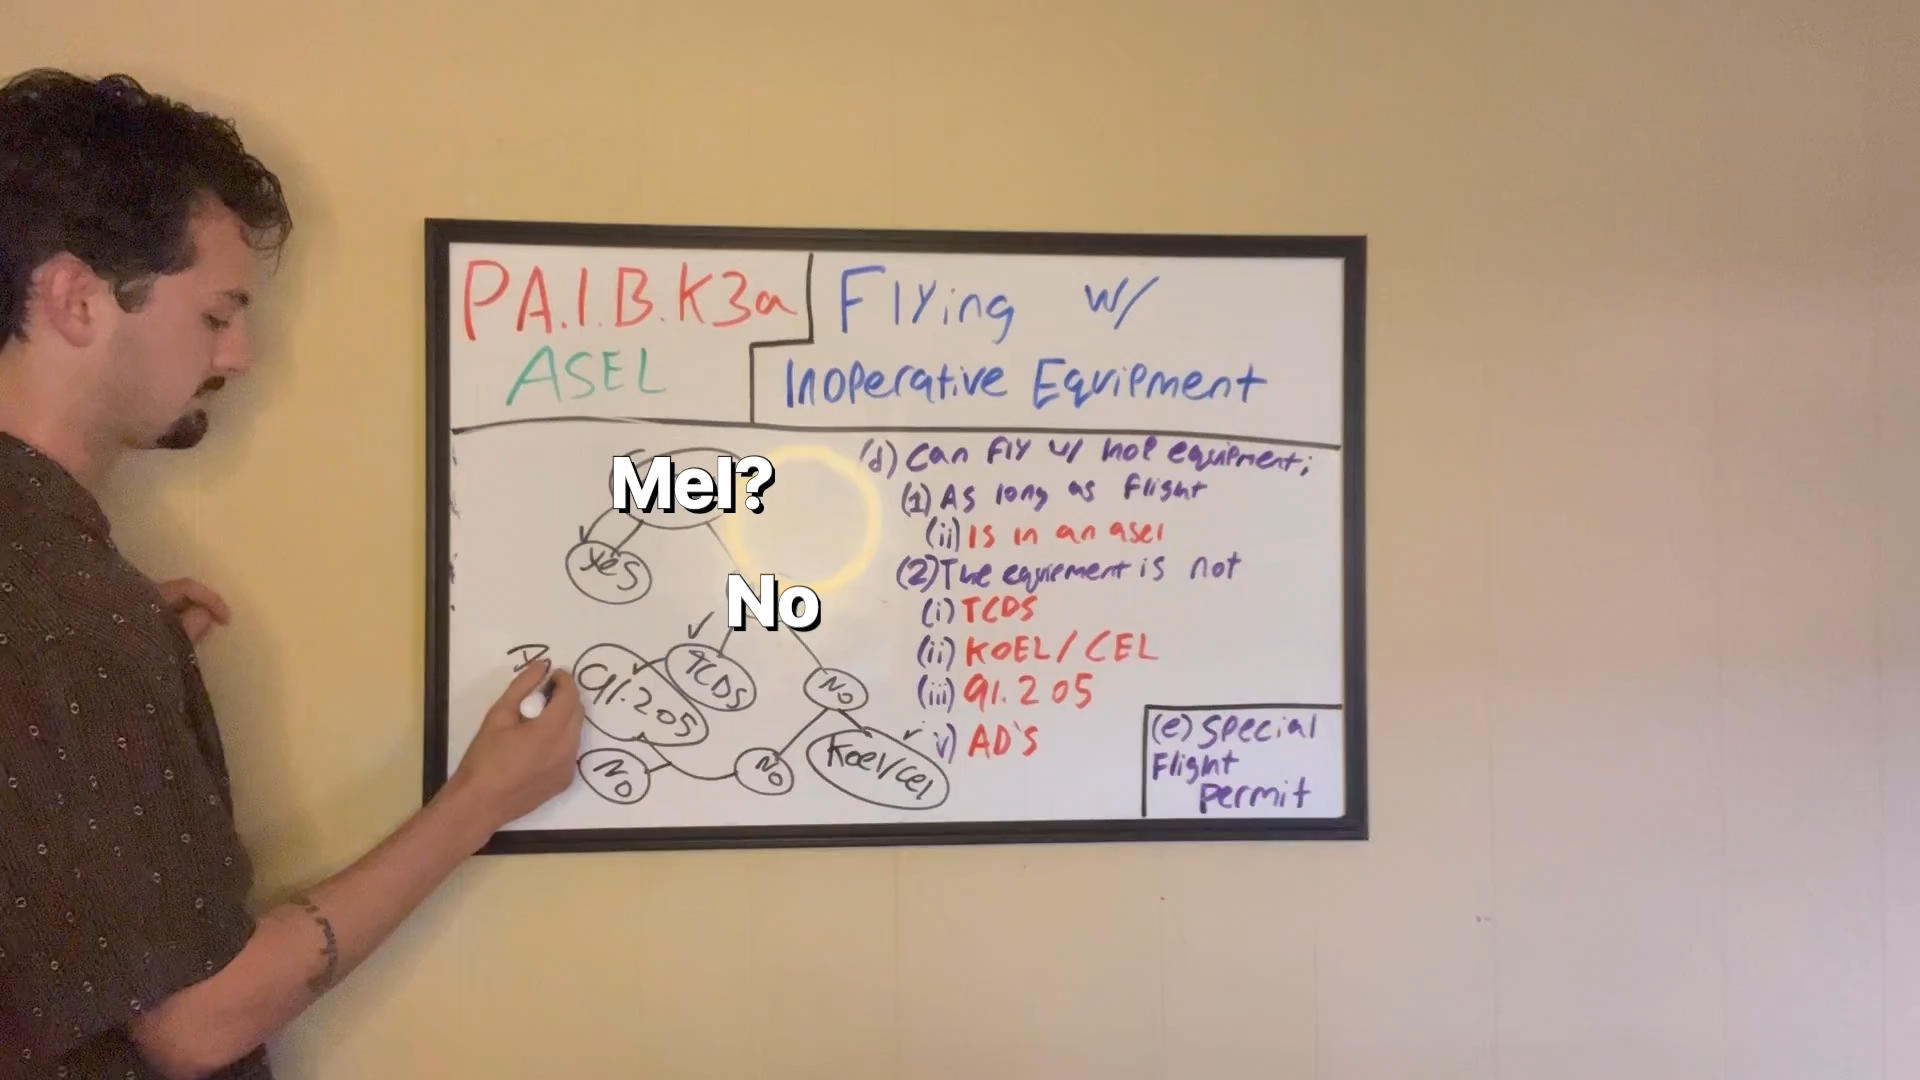 PA.I.B.K3a
ASEL
Flying w/
Inoperative Equipment
Mel?
Yes
No
TCDS
91.205
No
No
Koel/Cel
No
(d) Can Fly w/ inop equipment;
(1) As long as flight
(ii) Is in an asel
(2) The equipment is not
(i) TCDS
(ii) KOEL/CEL
(iii) 91.205
v) AD's
(e) Special
Flight
permit